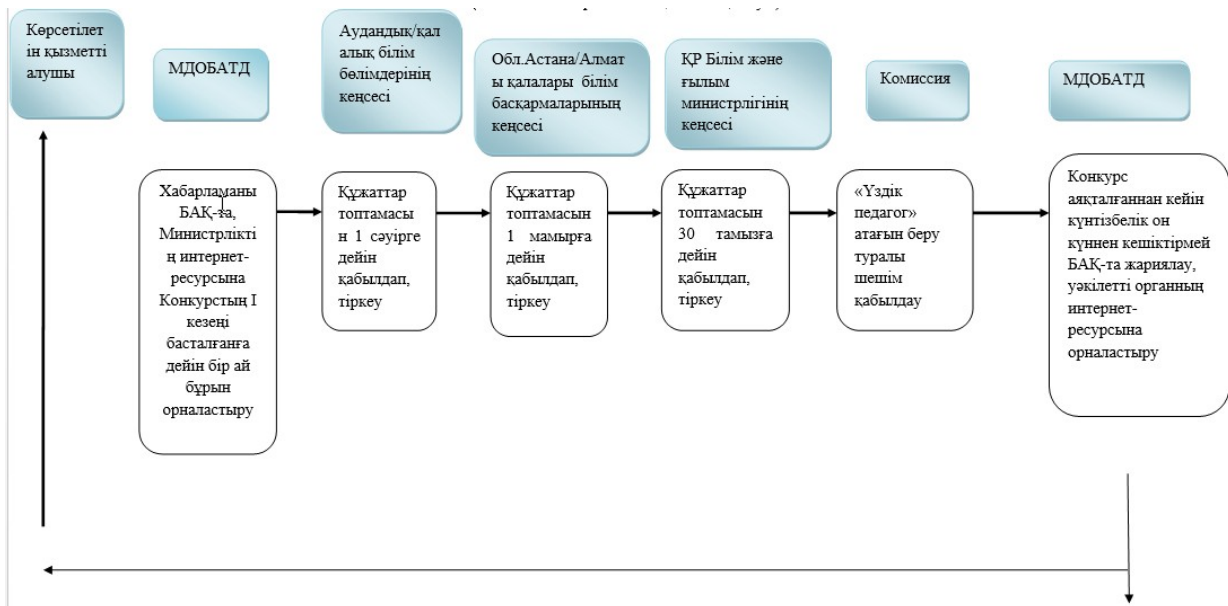 Көрсетілет
ін қызметті
алушы
МДОБАТД
Аудандық/қал
алық білім
бөлімдерінің
кеңсесі
Обл.Астана/Алмат
ы қалалары білім
басқармаларының
кеңсесі
ҚР Білім және
ғылым
министрлігінің
кеңсесі
Комиссия
МДОБАТД
Хабарламаны
БАҚ-та,
Министрлікті
ң интернет-
ресурсына
Конкурстың I
кезеңі
басталғанға
дейін бір ай
бұрын
орналастыру
Құжаттар
топтамасы
н 1 сәуірге
дейін
қабылдап,
тіркеу
Құжаттар
топтамасын
1 мамырға
дейін
қабылдап,
тіркеу
Құжаттар
топтамасын
30 тамызға
дейін
қабылдап,
тіркеу
«Үздік
педагог»
атағын беру
туралы
шешім
қабылдау
Конкурс
аяқталғаннан кейін
күнтізбелік он
күннен кешіктірмей
БАҚ-та жариялау,
уәкілетті органның
интернет-
ресурсына
орналастыру